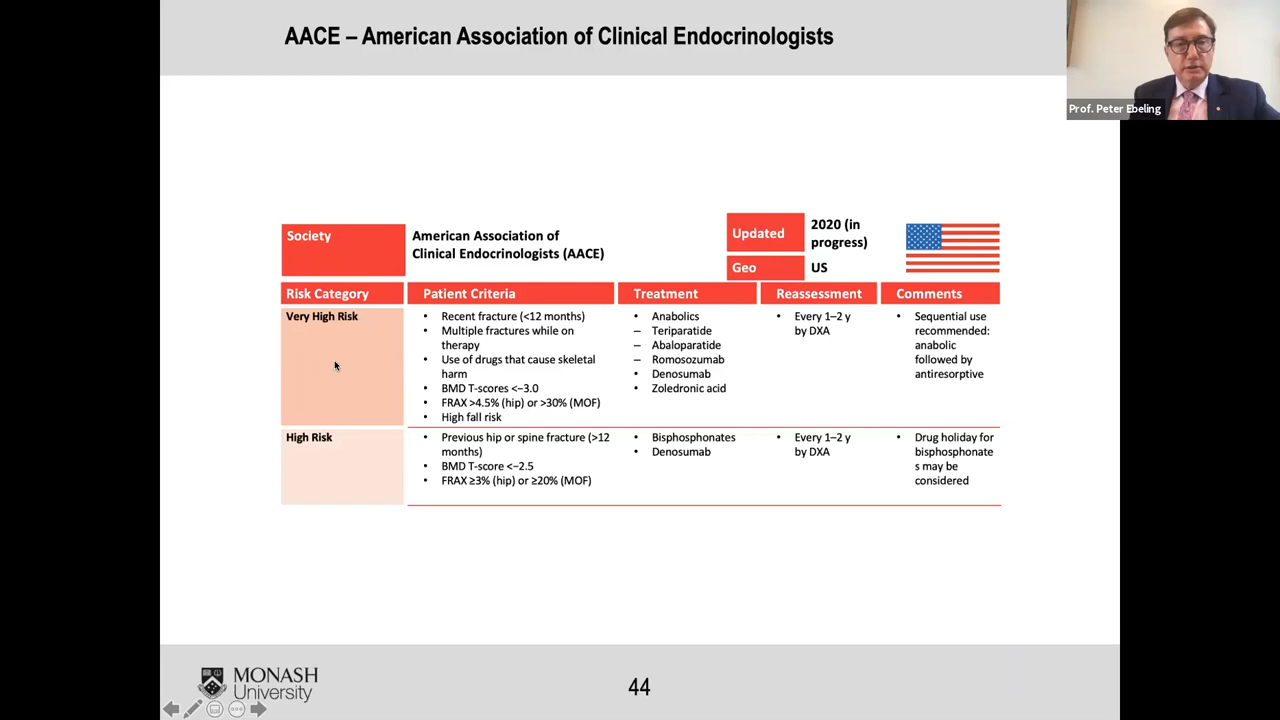 AACE – American Association of Clinical Endocrinologists
Prof. Peter Ebeling
Society
American Association of
Clinical Endocrinologists (AACE)
Updated
2020 (in
progress)
Geo
US
Risk Category
Patient Criteria
Treatment
Reassessment
Comments
Very High Risk
• Recent fracture (<12 months)
• Multiple fractures while on
therapy
• Use of drugs that cause skeletal
harm
• BMD T-scores <−3.0
• FRAX >4.5% (hip) or >30% (MOF)
• High fall risk
• Anabolics
– Teriparatide
– Abaloparatide
– Romosozumab
• Denosumab
• Zoledronic acid
• Every 1–2 y
by DXA
• Sequential use
recommended:
anabolic
followed by
antiresorptive
High Risk
• Previous hip or spine fracture (>12
months)
• BMD T-score <−2.5
• FRAX ≥3% (hip) or ≥20% (MOF)
• Bisphosphonates
• Denosumab
• Every 1–2 y
by DXA
• Drug holiday for
bisphosphonate
s may be
considered
MONASH
University
44